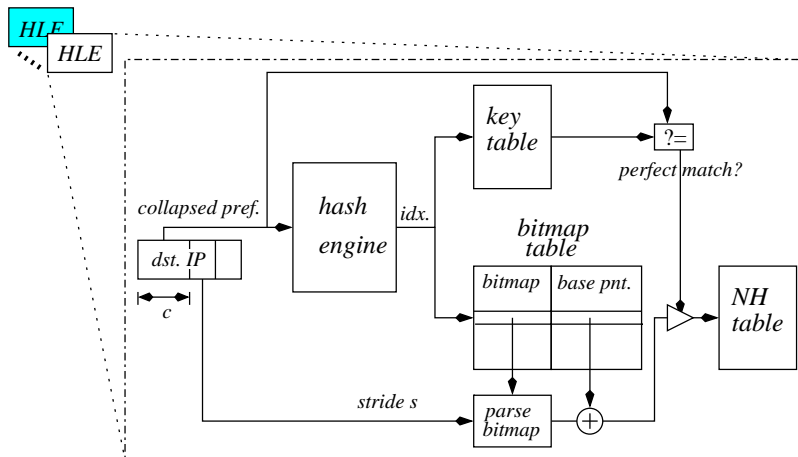 HLE
HLE
key
table
?=
perfect match?
collapsed pref.
hash
engine
idx.
bitmap
table
dst. IP
bitmap
base pnt.
NH
table
c
stride s
parse
bitmap
+